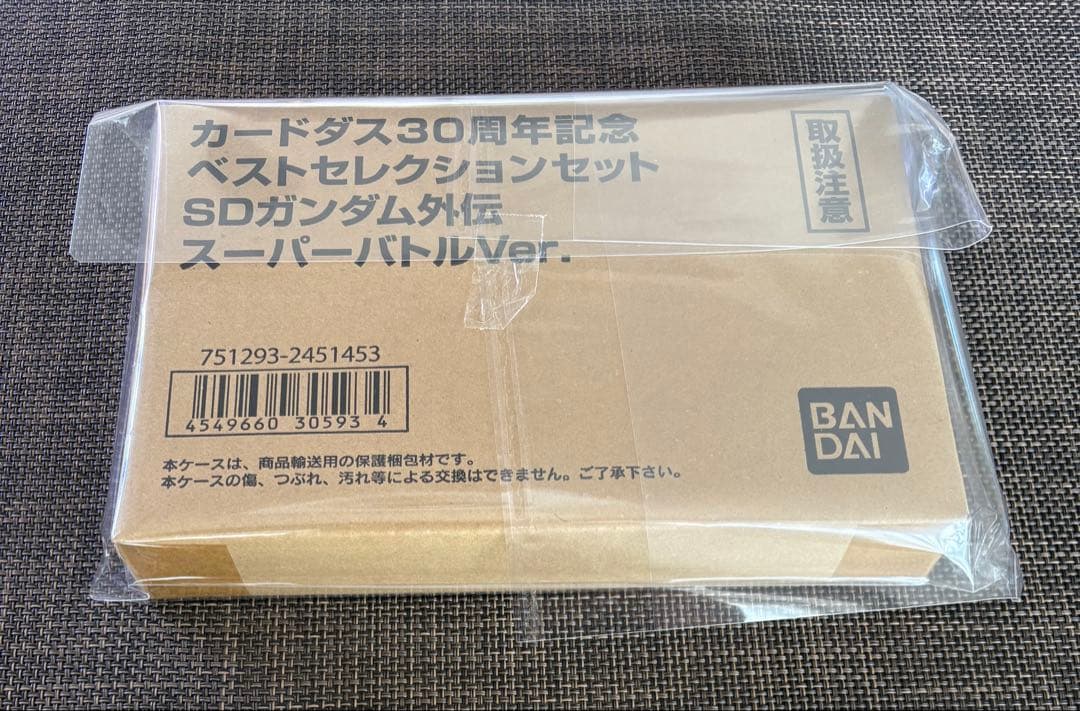 カードダス30周年記念
ベストセレクションセット
SDガンダム外伝
スーパーバトルVer.
取扱注意
751293-2451453
4549660 30593 4
本ケースは、商品輸送用の保護梱包材です。
本ケースの傷、つぶれ、汚れ等による交換はできません。ご了承下さい。
BAN
DAI